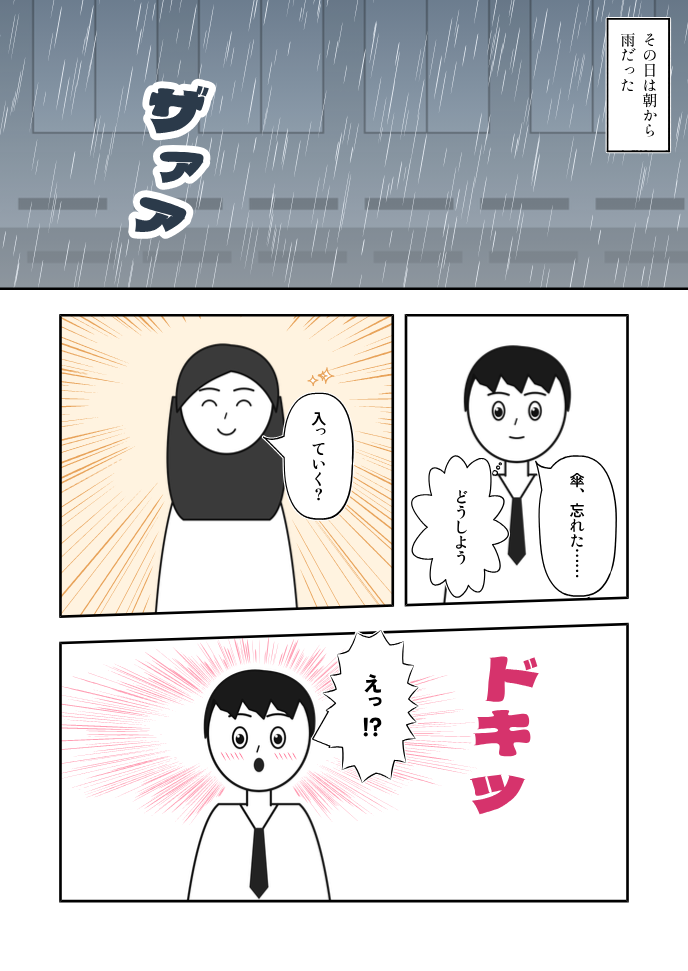 その日は朝から
雨だった
ザァァ
傘、忘れた……
どうしよう
入っていく?
えっ!?
ドキッ